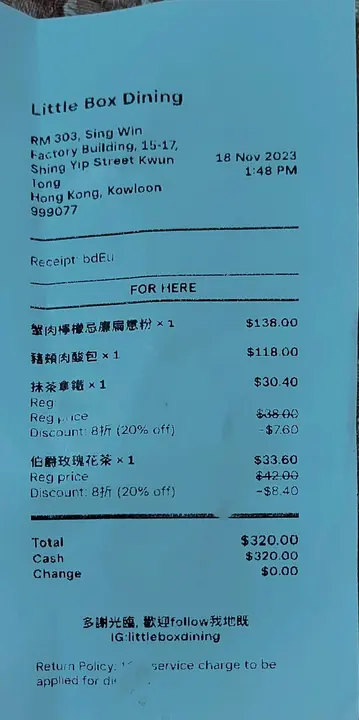 Little Box Dining
RM 303, Sing Win
Factory Building, 15-17,
Shing Yip Street Kwun
Tong
Hong Kong, Kowloon
999077
18 Nov 2023
1:48 PM
Receipt: bdEu
FOR HERE
蟹肉檸檬忌廉扁意粉 × 1 $138.00
豬頰肉酸包 × 1 $118.00
抹茶拿鐵 × 1 $30.40
Reg
Reg price $38.00
Discount: 8折 (20% off) -$7.60
伯爵玫瑰花茶 × 1 $33.60
Reg price $42.00
Discount: 8折 (20% off) -$8.40
Total $320.00
Cash $320.00
Change $0.00
多謝光臨, 歡迎follow我地既
IG:littleboxdining
Return Policy: service charge to be
applied for